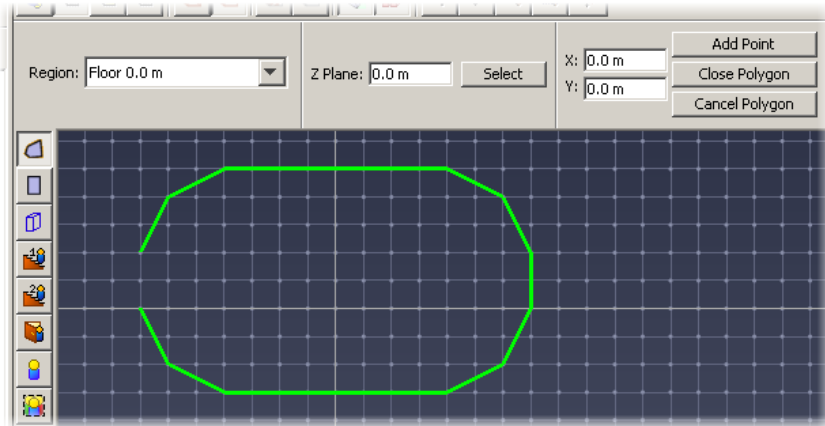 Region: Floor 0.0 m
Z Plane: 0.0 m Select
X: 0.0 m
Y: 0.0 m
Add Point
Close Polygon
Cancel Polygon